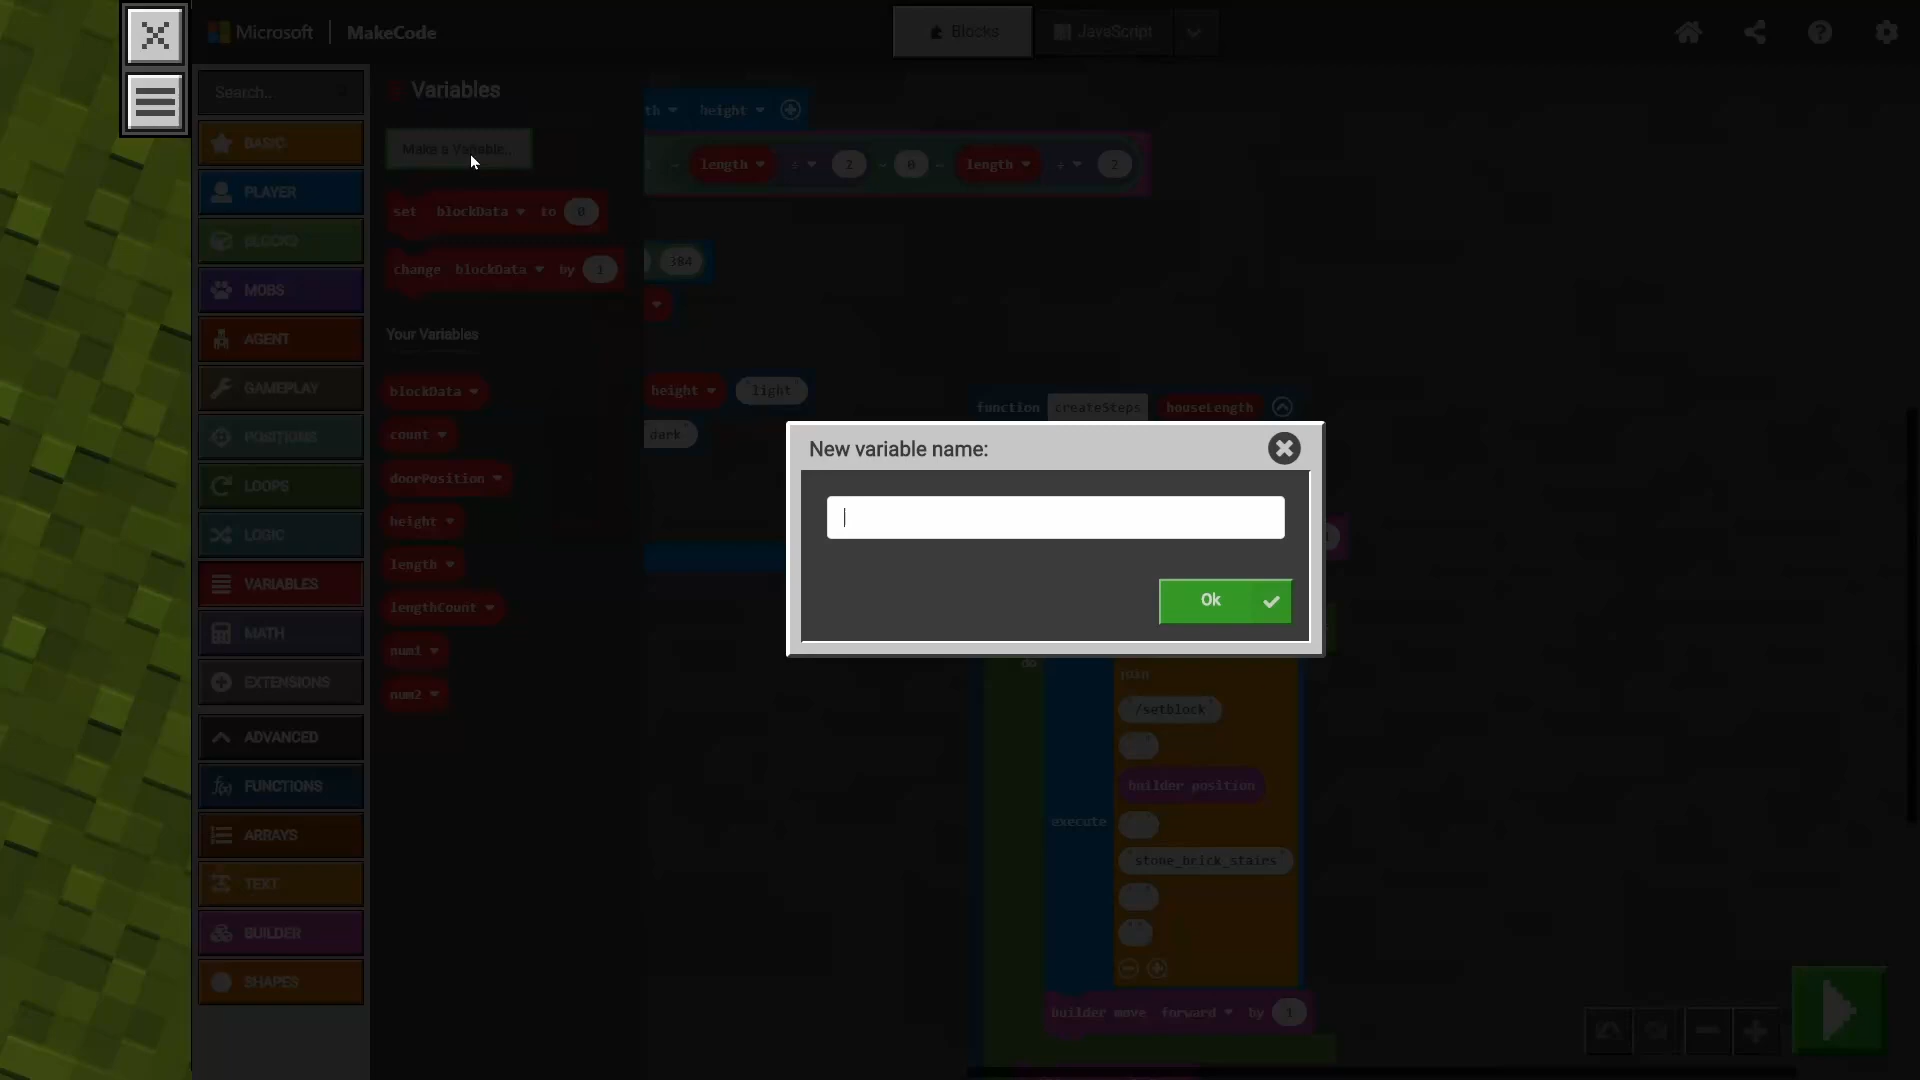 Microsoft | MakeCode
Blocks
JavaScript
Search...
BASIC
PLAYER
BLOCKS
MOBS
AGENT
GAMEPLAY
POSITIONS
LOOPS
LOGIC
VARIABLES
MATH
EXTENSIONS
ADVANCED
FUNCTIONS
ARRAYS
TEXT
BUILDER
SHAPES
Variables
Make a Variable...
set blockData to 0
change blockData by 1
Your Variables
blockData
count
doorPosition
height
length
lengthCount
num1
num2
height
length ÷ 2 - 0 - length ÷ 2
384
height light
dark
function createSteps houseLength
New variable name:
Ok
do
join
/setblock
builder position
execute
stone_brick_stairs
builder move forward by 1